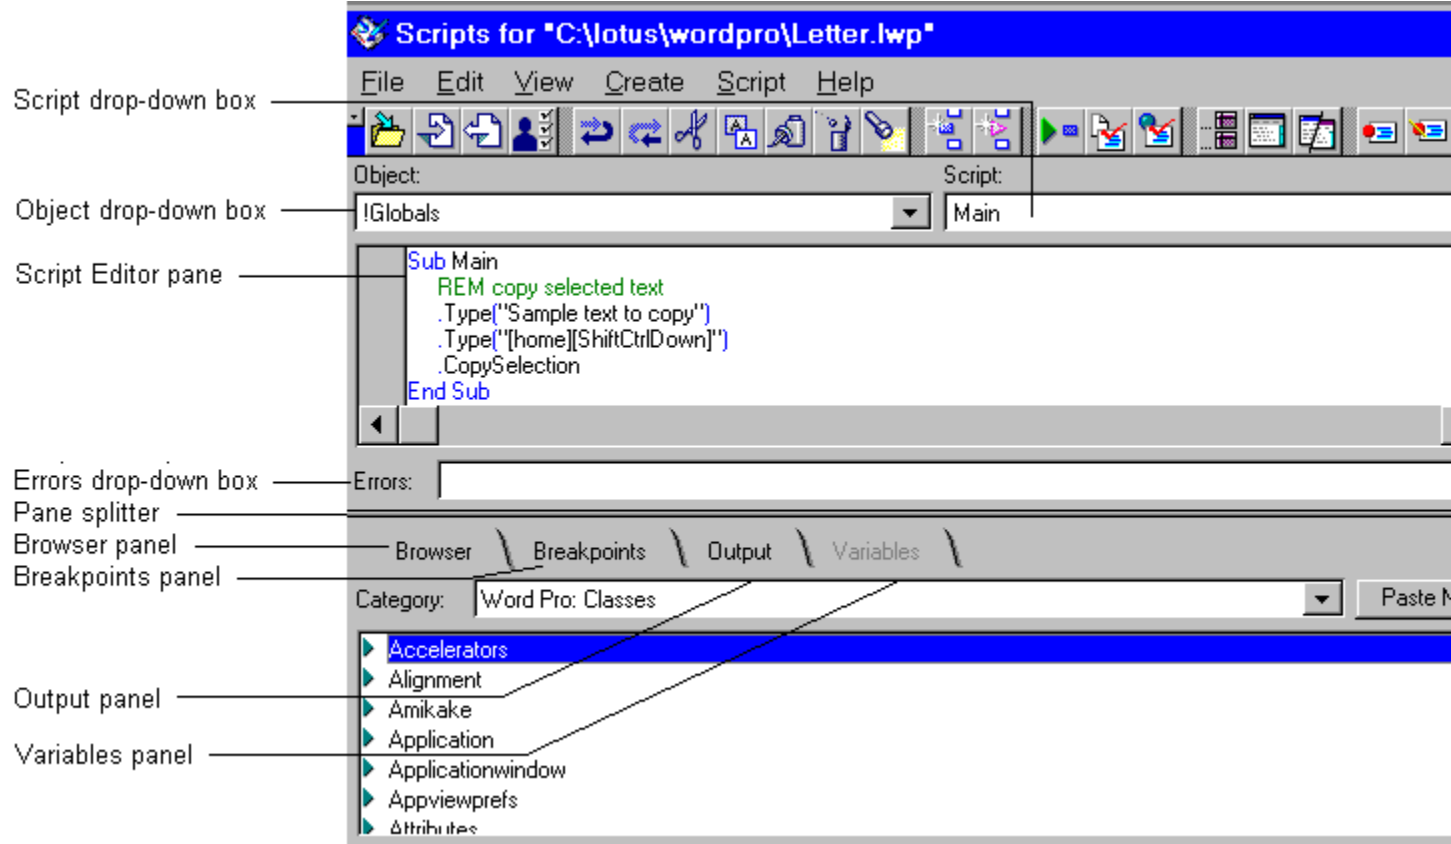 Scripts for "C:\lotus\wordpro\Letter.lwp"
File Edit View Create Script Help
Script drop-down box
Object: Script:
Object drop-down box
!Globals Main
Script Editor pane
Sub Main
REM copy selected text
.Type("Sample text to copy")
.Type("[home][ShiftCtrlDown]")
.CopySelection
End Sub
Errors drop-down box
Errors:
Pane splitter
Browser panel
Browser Breakpoints Output Variables
Breakpoints panel
Category: Word Pro: Classes Paste
Accelerators
Alignment
Output panel
Amikake
Application
Variables panel
Applicationwindow
Appviewprefs
Attributes